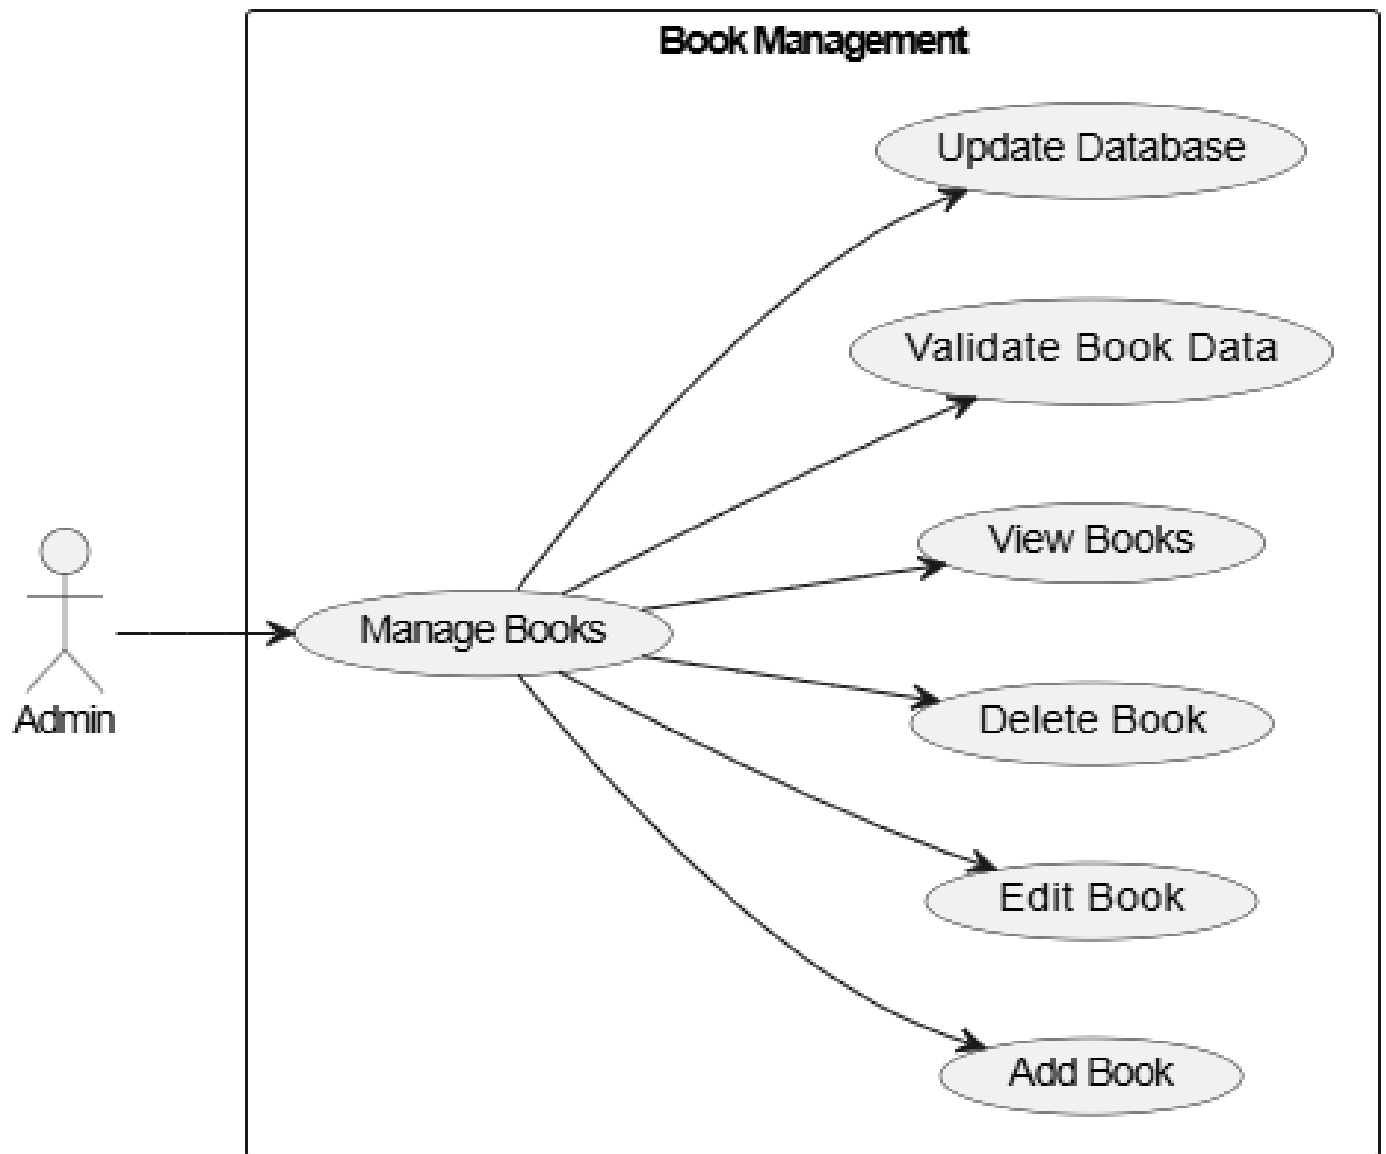 Book Management
Update Database
Validate Book Data
View Books
Manage Books
Delete Book
Admin
Edit Book
Add Book